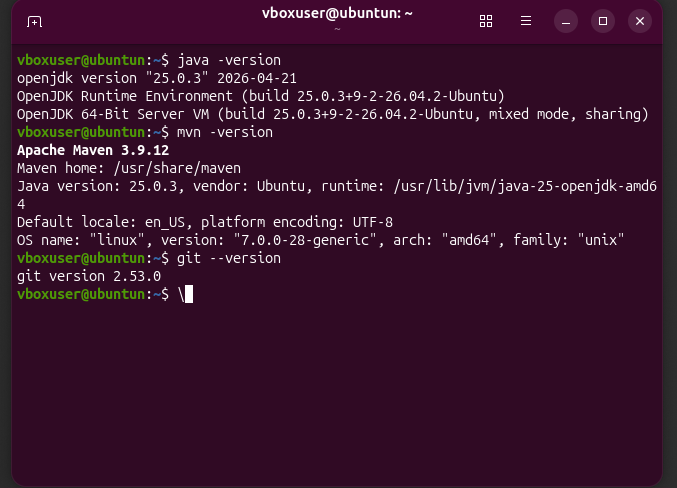 vboxuser@ubuntun: ~
~
vboxuser@ubuntun:~$ java -version
openjdk version "25.0.3" 2026-04-21
OpenJDK Runtime Environment (build 25.0.3+9-2-26.04.2-Ubuntu)
OpenJDK 64-Bit Server VM (build 25.0.3+9-2-26.04.2-Ubuntu, mixed mode, sharing)
vboxuser@ubuntun:~$ mvn -version
Apache Maven 3.9.12
Maven home: /usr/share/maven
Java version: 25.0.3, vendor: Ubuntu, runtime: /usr/lib/jvm/java-25-openjdk-amd6
4
Default locale: en_US, platform encoding: UTF-8
OS name: "linux", version: "7.0.0-28-generic", arch: "amd64", family: "unix"
vboxuser@ubuntun:~$ git --version
git version 2.53.0
vboxuser@ubuntun:~$ \